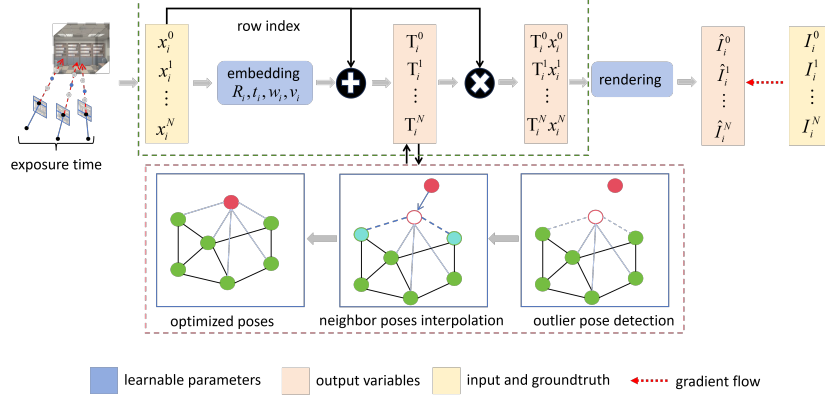 row index
exposure time
x_i^0
x_i^1
⋮
x_i^N
embedding
R_i, t_i, w_i, v_i
T_i^0
T_i^1
⋮
T_i^N
T_i^0 x_i^0
T_i^1 x_i^1
⋮
T_i^N x_i^N
rendering
Î_i^0
Î_i^1
⋮
Î_i^N
I_i^0
I_i^1
⋮
I_i^N
optimized poses
neighbor poses interpolation
outlier pose detection
learnable parameters
output variables
input and groundtruth
gradient flow